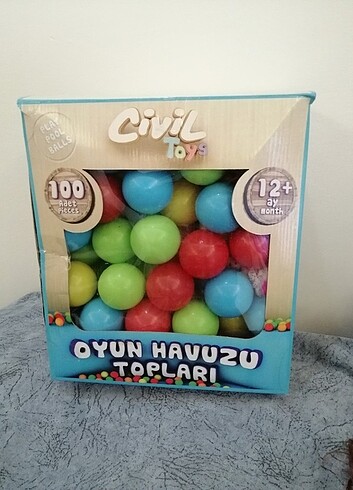 PLAY
POOL
BALLS
Civil
Toys
100
Adet
Pieces
12+
ay
month
OYUN HAVUZU
TOPLARI